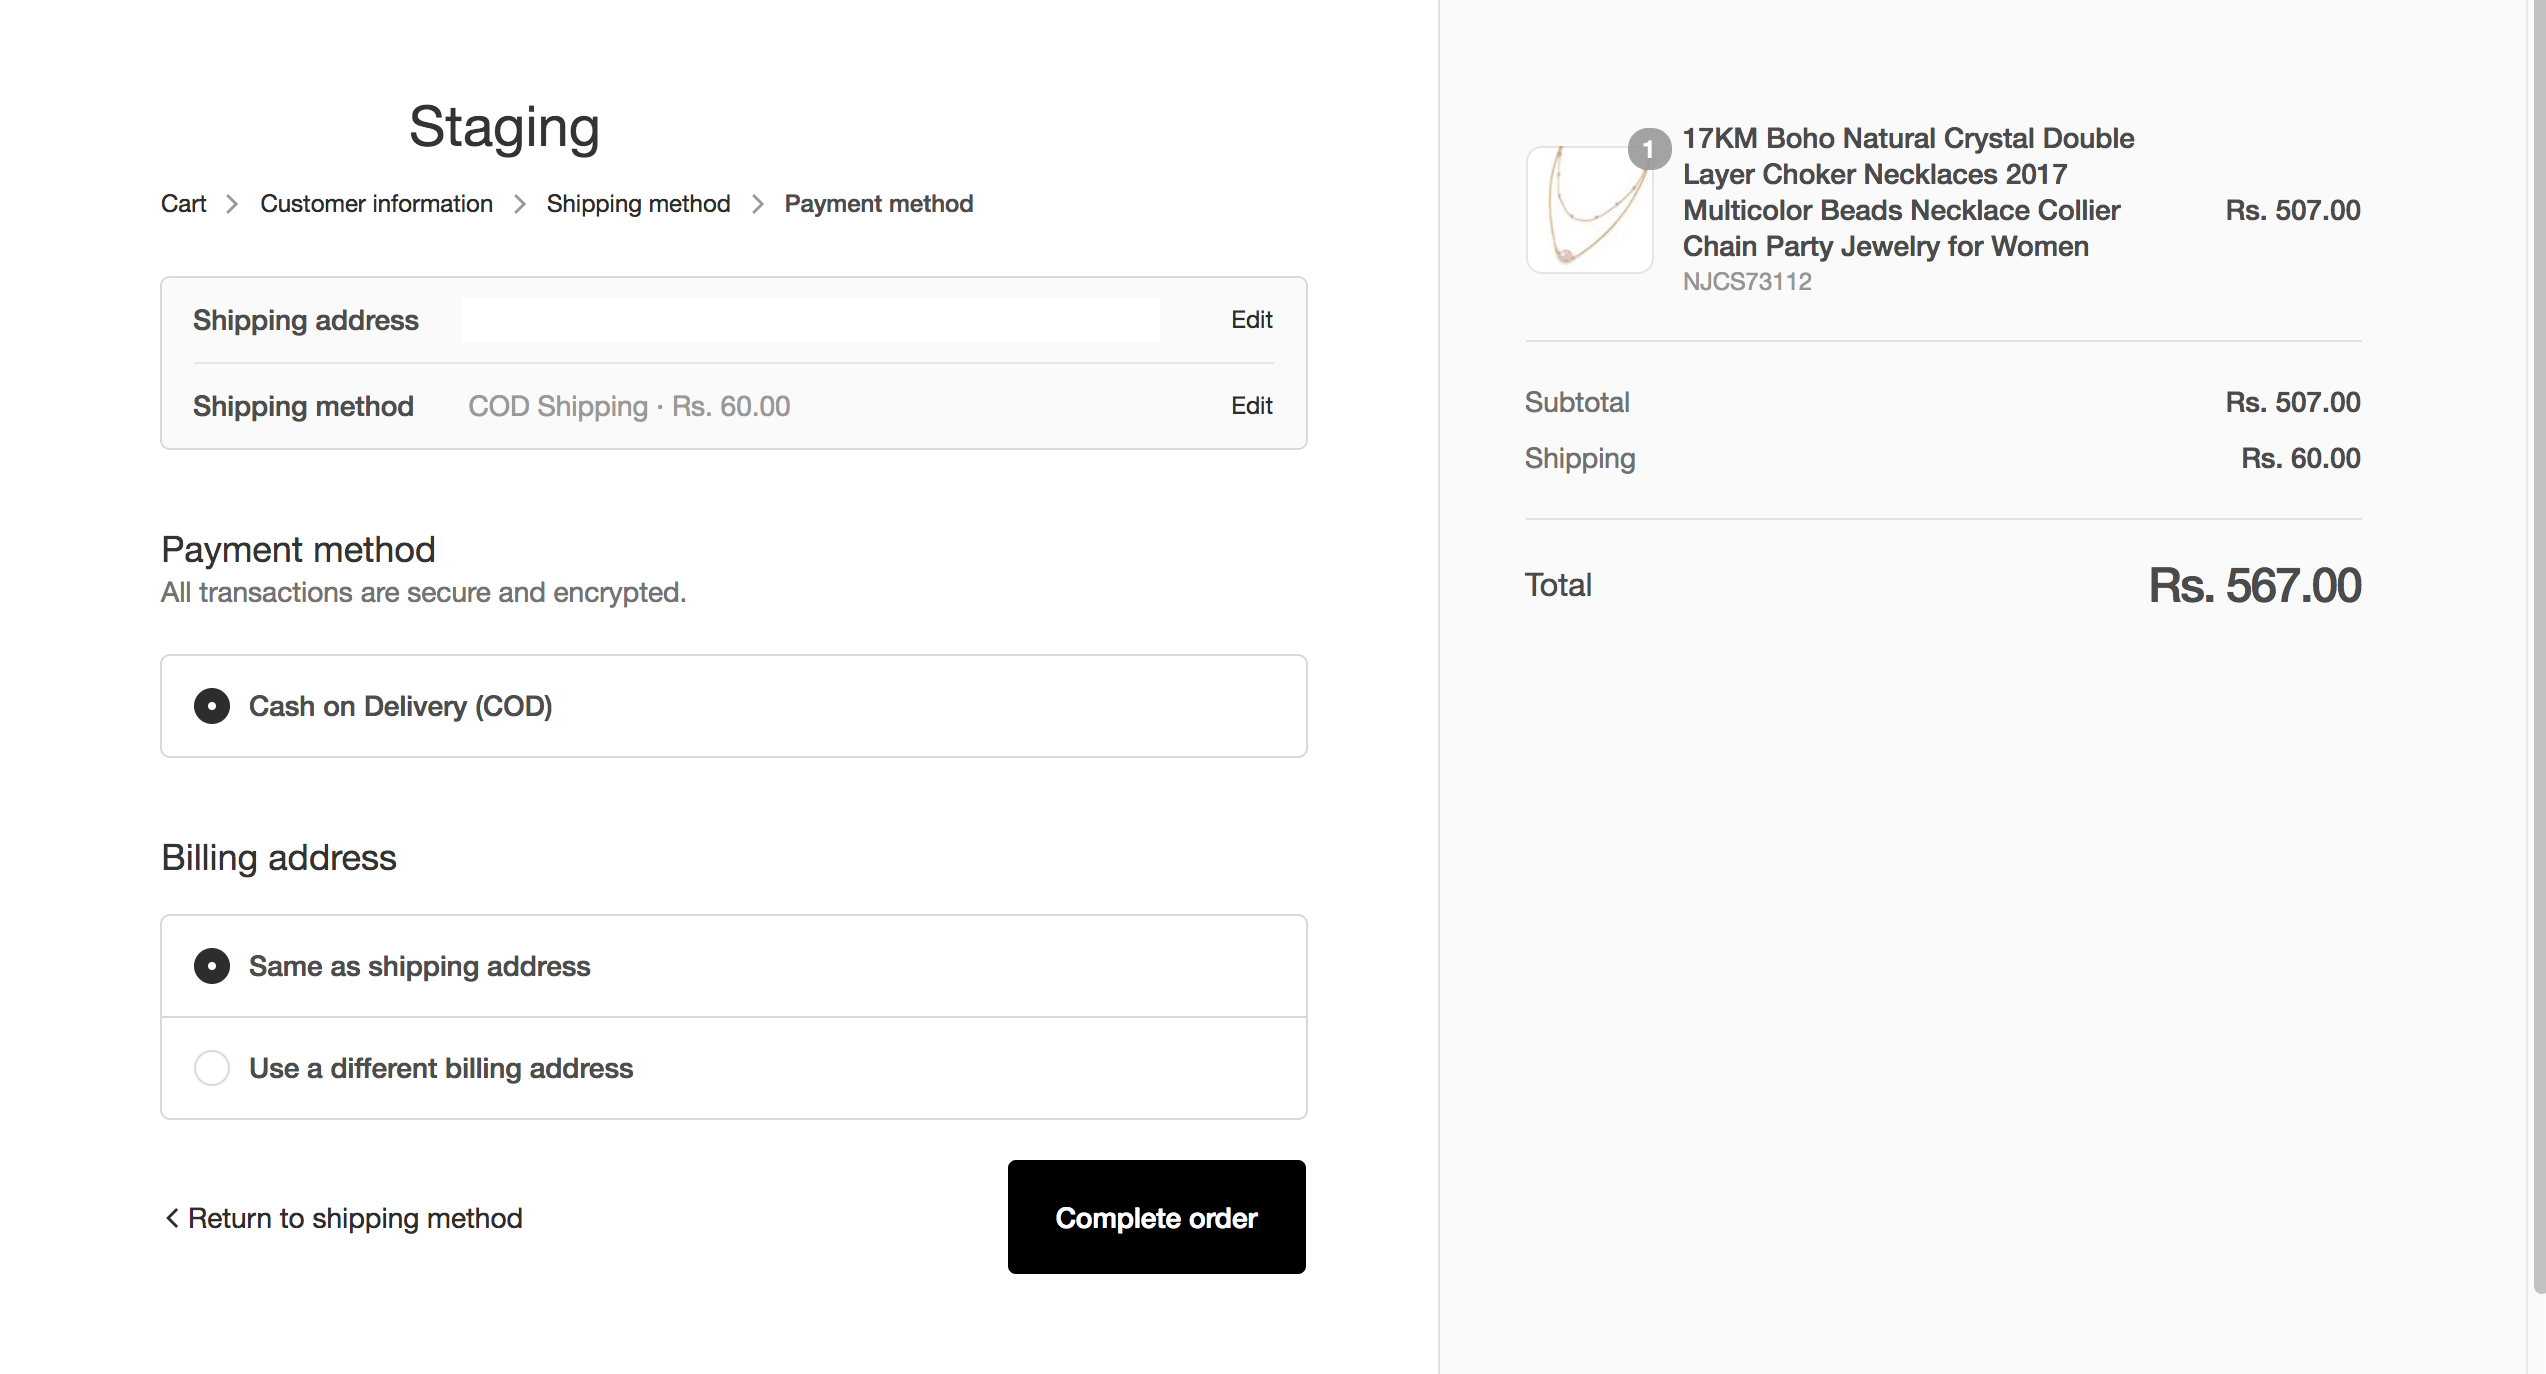 Staging
Cart > Customer information > Shipping method > Payment method
Shipping address Edit
Shipping method COD Shipping · Rs. 60.00 Edit
Payment method
All transactions are secure and encrypted.
Cash on Delivery (COD)
Billing address
Same as shipping address
Use a different billing address
< Return to shipping method
Complete order
1
17KM Boho Natural Crystal Double
Layer Choker Necklaces 2017
Multicolor Beads Necklace Collier
Chain Party Jewelry for Women
NJCS73112
Rs. 507.00
Subtotal Rs. 507.00
Shipping Rs. 60.00
Total Rs. 567.00